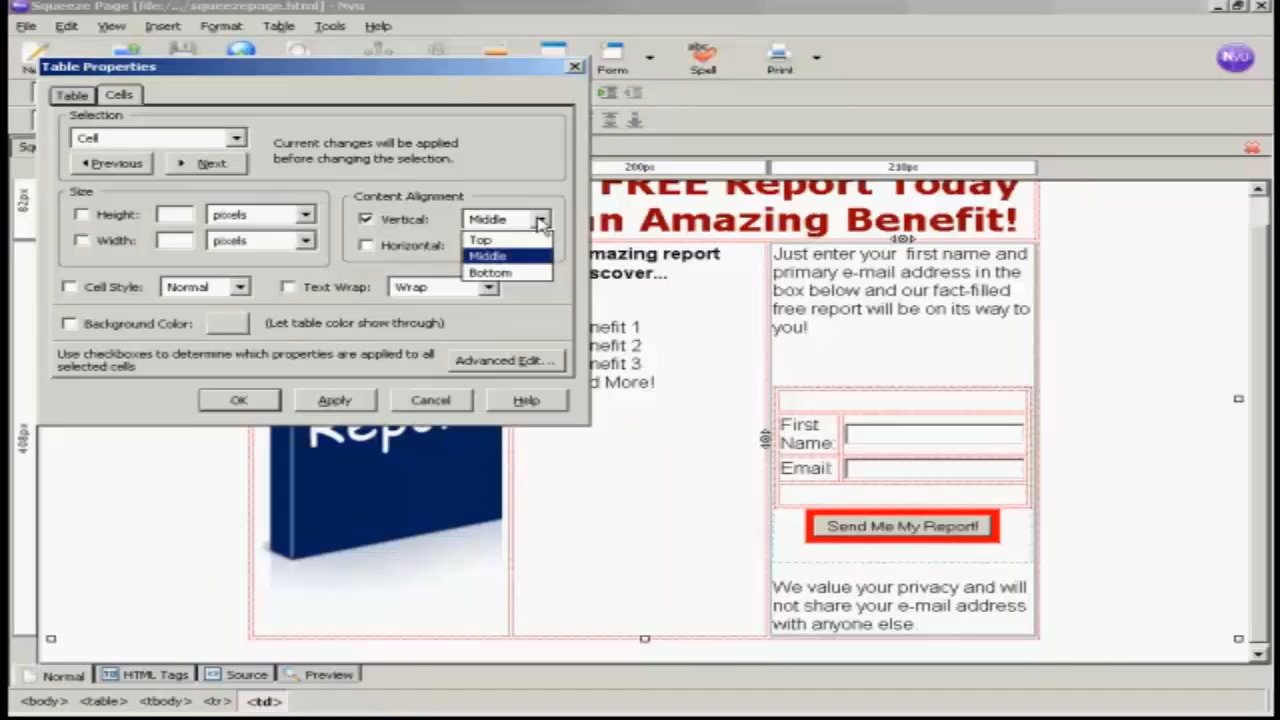 Squeeze Page [file:/.../squeezepage.html] - Nvu
File Edit View Insert Format Table Tools Help
Form Spell Print
Nvu
Table Properties
Table Cells
Selection
Cell
Current changes will be applied
before changing the selection.
Previous Next
Size
Height: pixels
Width: pixels
Content Alignment
Vertical: Middle
Horizontal:
Top
Middle
Bottom
Cell Style: Normal Text Wrap: Wrap
Background Color: (Let table color show through)
Use checkboxes to determine which properties are applied to all
selected cells
Advanced Edit...
OK Apply Cancel Help
200px 210px
82px
408px
FREE Report Today
an Amazing Benefit!
mazing report
scover...
nefit 1
nefit 2
nefit 3
d More!
Report
Just enter your first name and
primary e-mail address in the
box below and our fact-filled
free report will be on its way to
you!
First
Name:
Email:
Send Me My Report!
We value your privacy and will
not share your e-mail address
with anyone else.
Normal HTML Tags Source Preview
<body> <table> <tbody> <tr> <td>